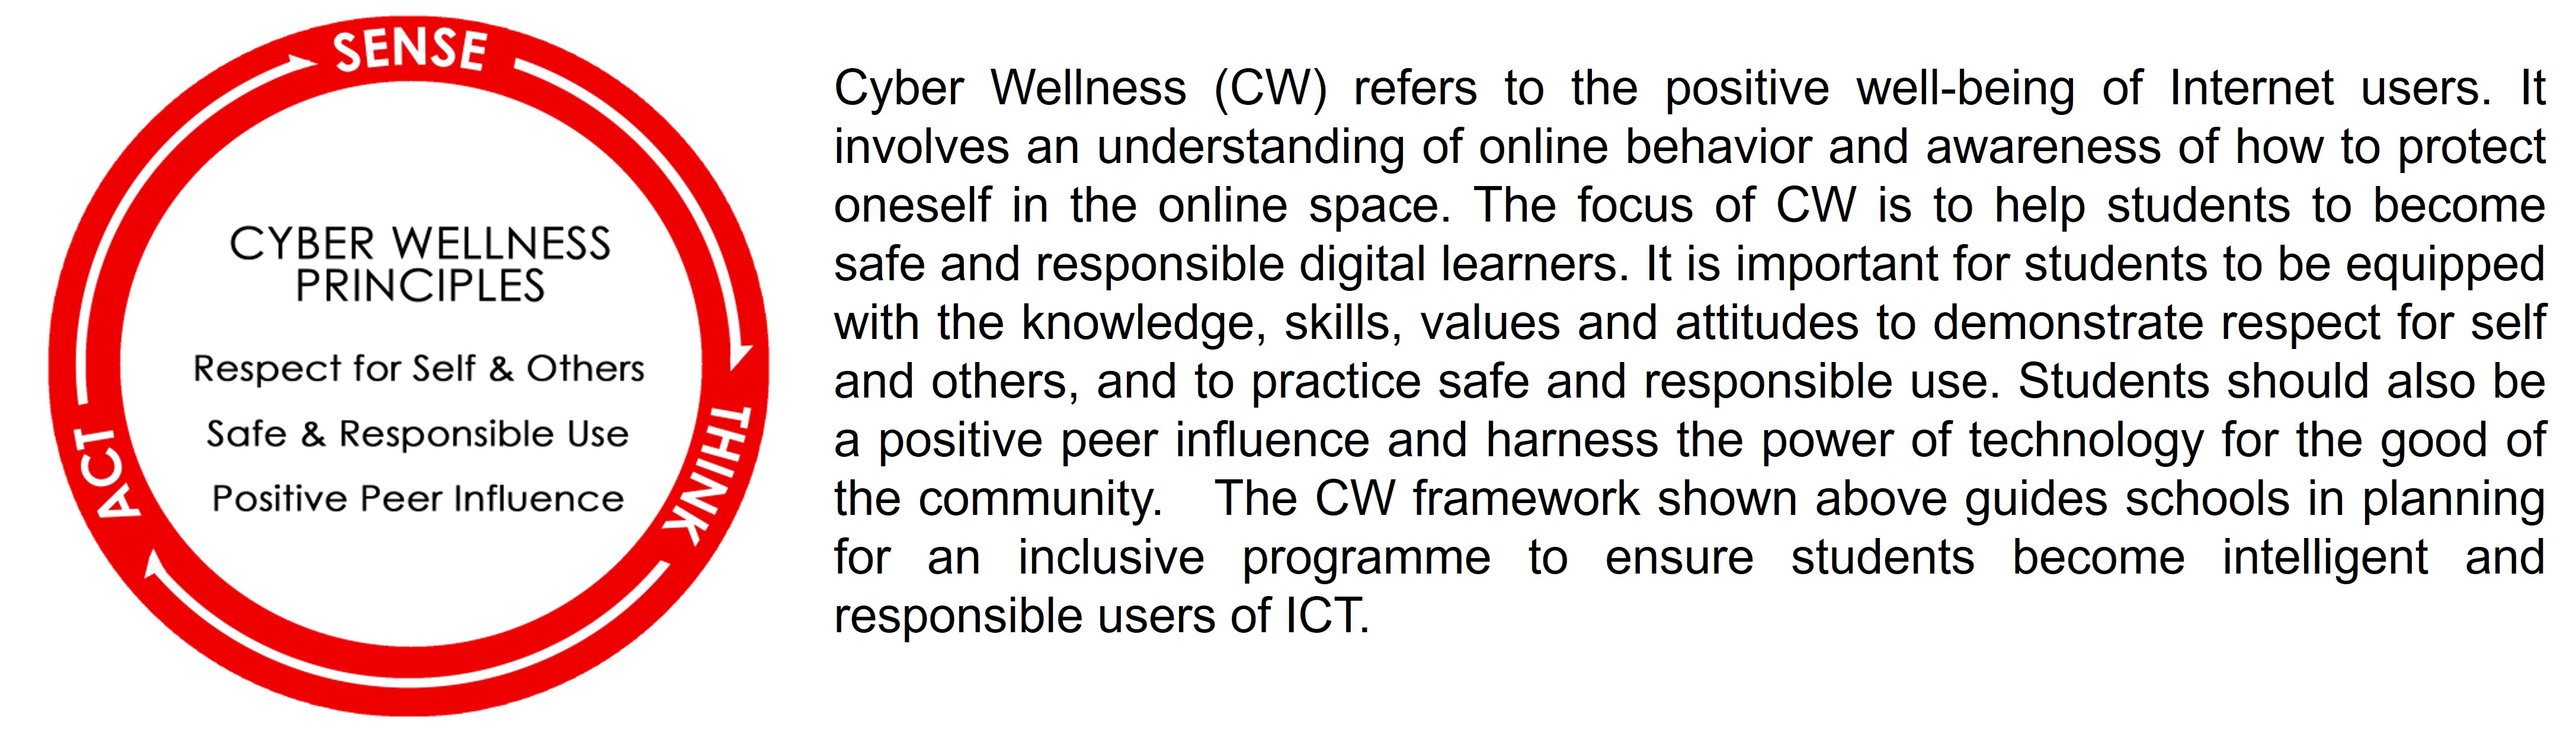 SENSE
THINK
ACT
CYBER WELLNESS
PRINCIPLES
Respect for Self & Others
Safe & Responsible Use
Positive Peer Influence
Cyber Wellness (CW) refers to the positive well-being of Internet users. It
involves an understanding of online behavior and awareness of how to protect
oneself in the online space. The focus of CW is to help students to become
safe and responsible digital learners. It is important for students to be equipped
with the knowledge, skills, values and attitudes to demonstrate respect for self
and others, and to practice safe and responsible use. Students should also be
a positive peer influence and harness the power of technology for the good of
the community. The CW framework shown above guides schools in planning
for an inclusive programme to ensure students become intelligent and
responsible users of ICT.